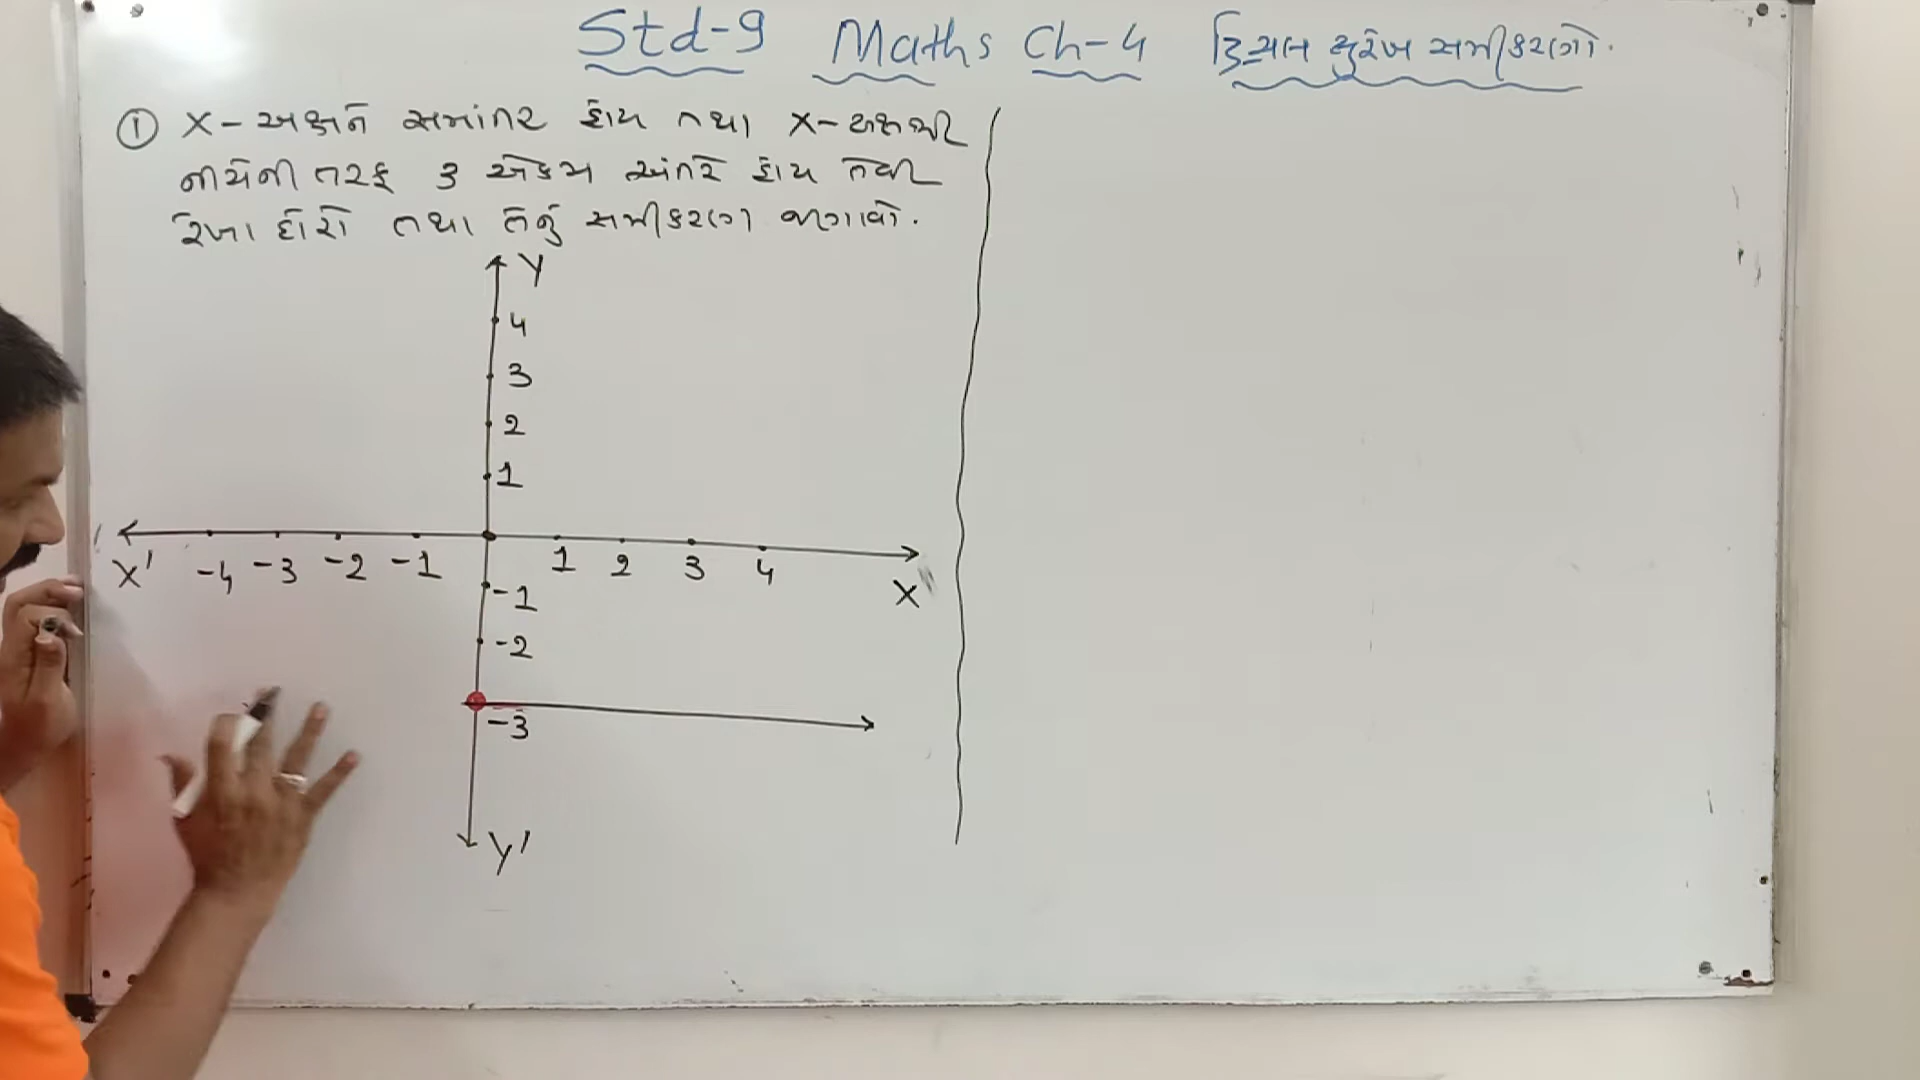 Std-9 Maths Ch-4 દ્વિચલ સુરેખ સમીકરણો.
① X-અક્ષને સમાંતર હોય તથા X-અક્ષથી
નીચેની તરફ ૩ એકમ અંતરે હોય તેવી
રેખા દોરો તથા તેનું સમીકરણ જણાવો.
Y
4
3
2
1
X' -4 -3 -2 -1 1 2 3 4 X
-1
-2
-3
Y'